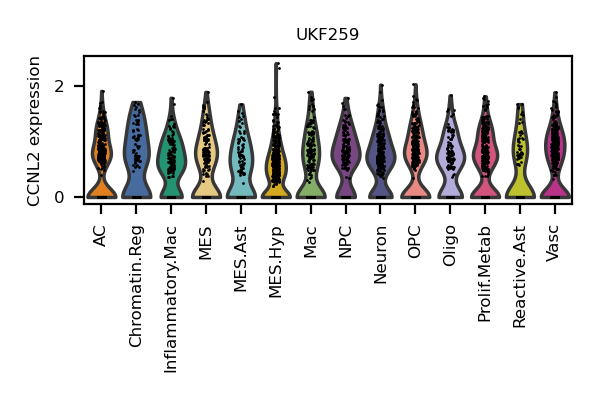 UKF259
CCNL2 expression
2
0
AC
Chromatin.Reg
Inflammatory.Mac
MES
MES.Ast
MES.Hyp
Mac
NPC
Neuron
OPC
Oligo
Prolif.Metab
Reactive.Ast
Vasc